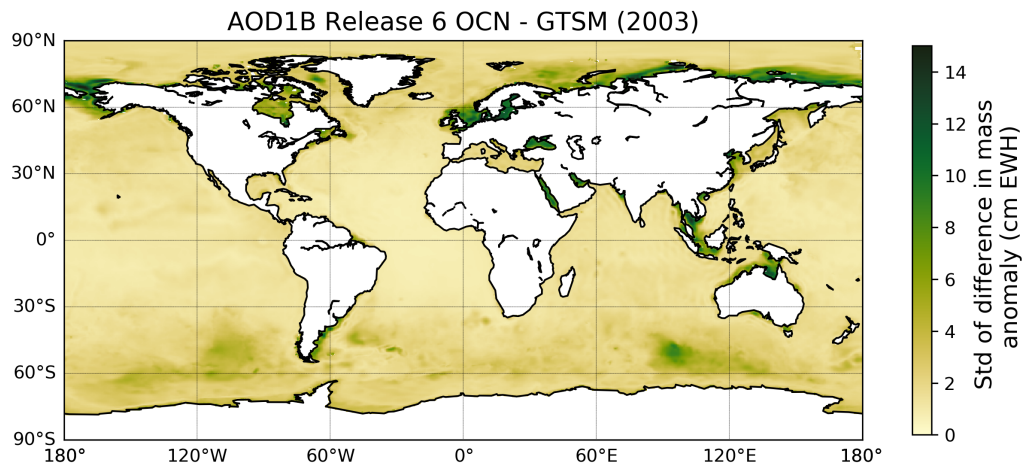 AOD1B Release 6 OCN - GTSM (2003)
90°N
60°N
30°N
0°
30°S
60°S
90°S
180° 120°W 60°W 0° 60°E 120°E 180°
14
12
10
8
6
4
2
0
Std of difference in mass
anomaly (cm EWH)